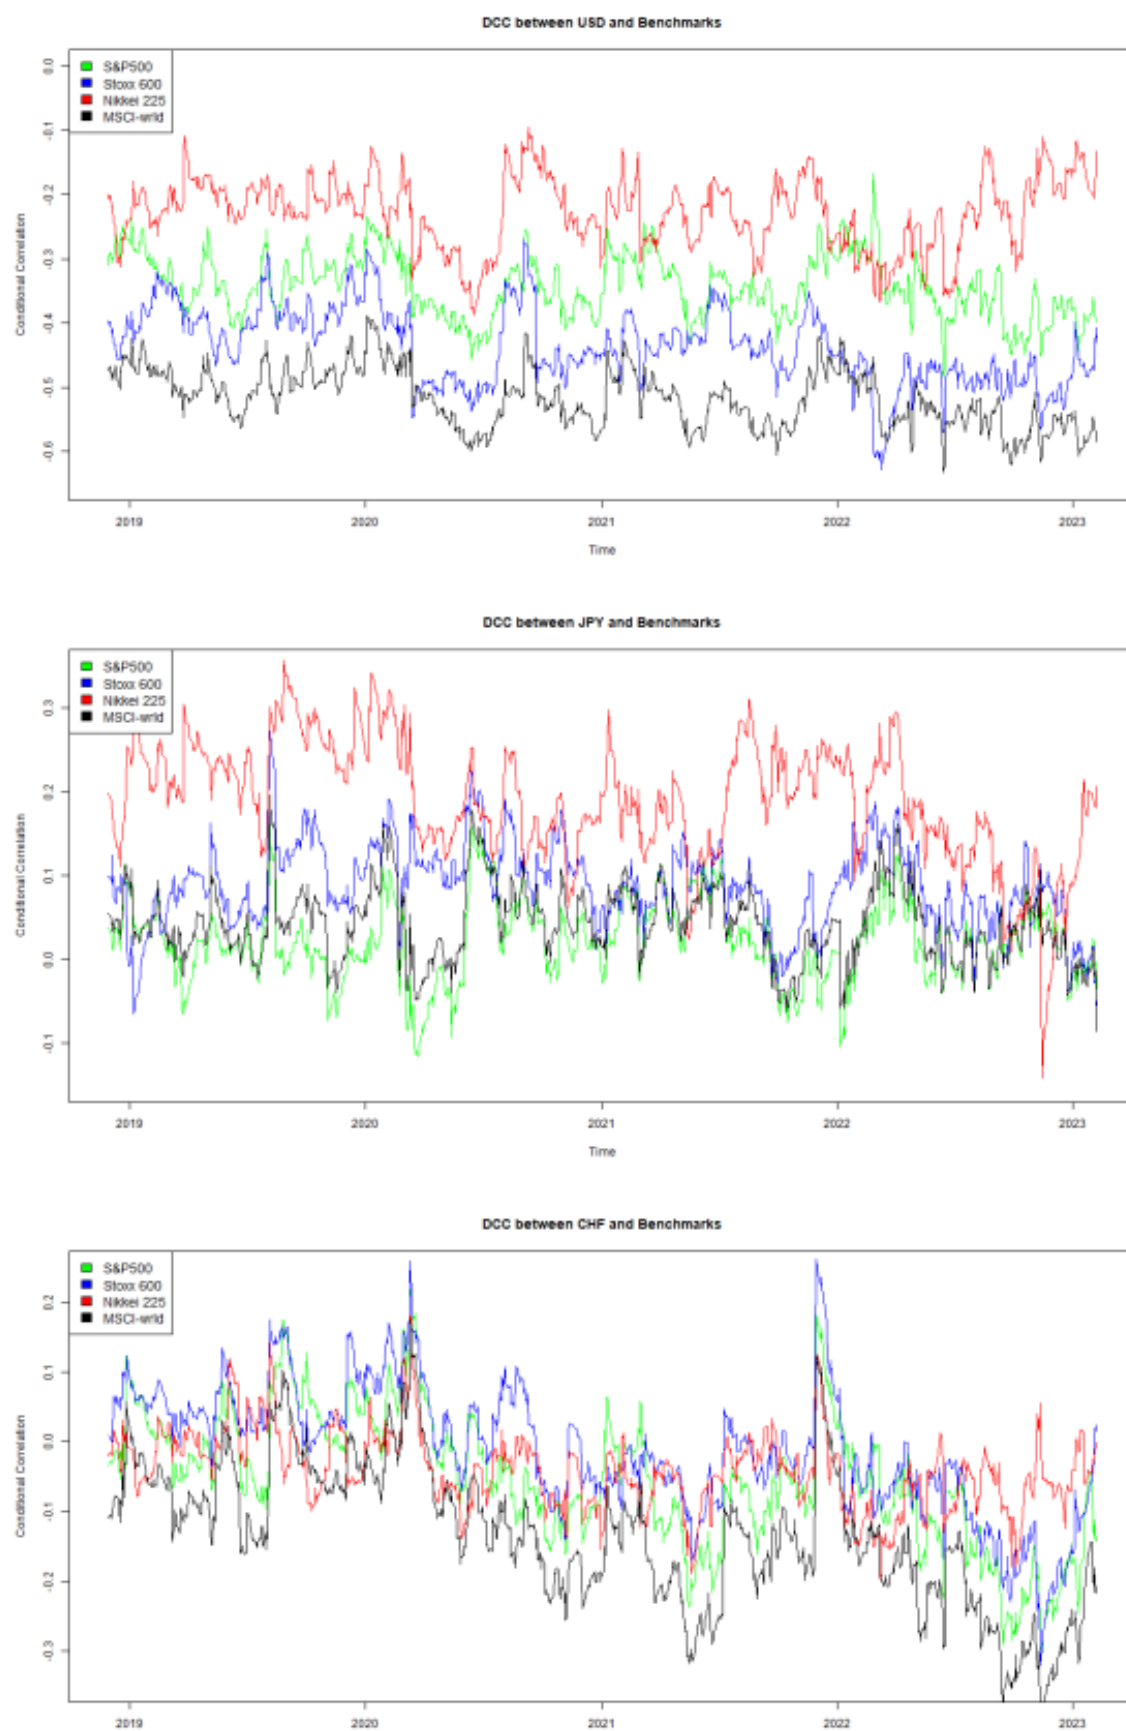 DCC between USD and Benchmarks
S&P500
Stoxx 600
Nikkei 225
MSCI-wrld
0.0
-0.1
-0.2
-0.3
-0.4
-0.5
-0.6
Conditional Correlation
2019 2020 2021 2022 2023
Time
DCC between JPY and Benchmarks
S&P500
Stoxx 600
Nikkei 225
MSCI-wrld
0.3
0.2
0.1
0.0
-0.1
Conditional Correlation
2019 2020 2021 2022 2023
Time
DCC between CHF and Benchmarks
S&P500
Stoxx 600
Nikkei 225
MSCI-wrld
0.2
0.1
0.0
-0.1
-0.2
-0.3
Conditional Correlation
2019 2020 2021 2022 2023